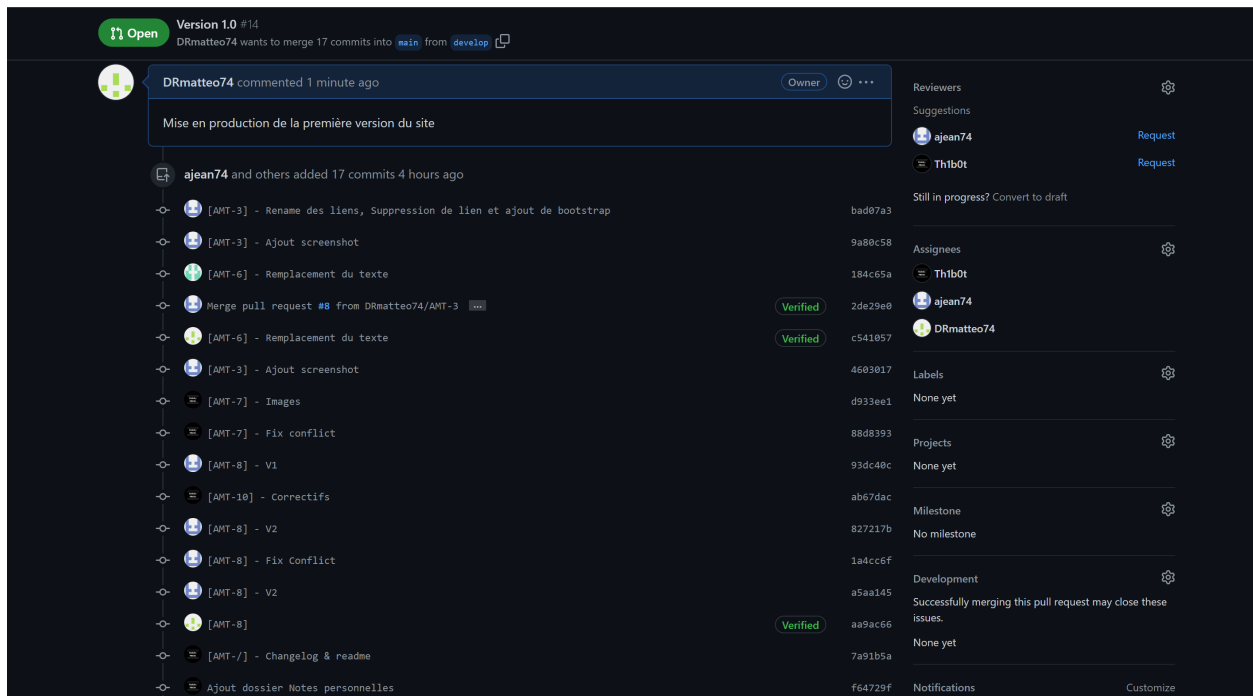 Open
Version 1.0 #14
DRmatteo74 wants to merge 17 commits into main from develop
DRmatteo74 commented 1 minute ago
Owner
Mise en production de la première version du site
ajean74 and others added 17 commits 4 hours ago
[AMT-3] - Rename des liens, Suppression de lien et ajout de bootstrap bad07a3
[AMT-3] - Ajout screenshot 9a80c58
[AMT-6] - Remplacement du texte 184c65a
Merge pull request #8 from DRmatteo74/AMT-3 ... Verified 2de29e0
[AMT-6] - Remplacement du texte Verified c541057
[AMT-3] - Ajout screenshot 4603017
[AMT-7] - Images d933ee1
[AMT-7] - Fix conflict 88d8393
[AMT-8] - V1 93dc40c
[AMT-10] - Correctifs ab67dac
[AMT-8] - V2 827217b
[AMT-8] - Fix Conflict 1a4cc6f
[AMT-8] - V2 a5aa145
[AMT-8] Verified aa9ac66
[AMT-/] - Changelog & readme 7a91b5a
Ajout dossier Notes personnelles f64729f
Reviewers
Suggestions
ajean74 Request
Th1b0t Request
Still in progress? Convert to draft
Assignees
Th1b0t
ajean74
DRmatteo74
Labels
None yet
Projects
None yet
Milestone
No milestone
Development
Successfully merging this pull request may close these
issues.
None yet
Notifications Customize